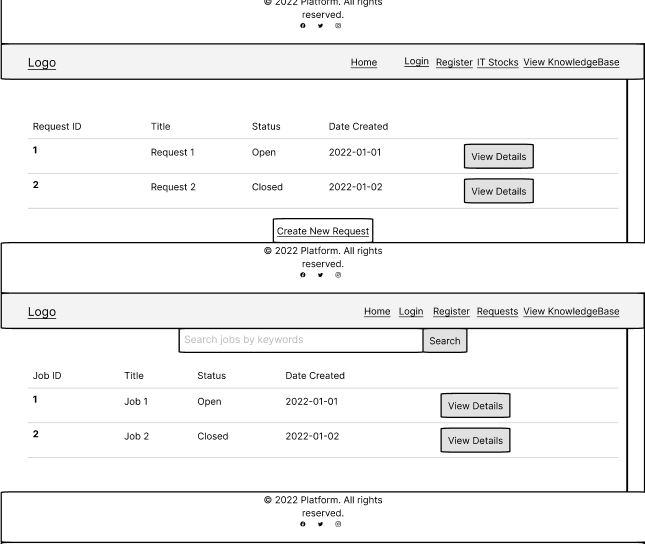 © 2022 Platform. All rights
reserved.
Logo Home Login Register IT Stocks View KnowledgeBase
Request ID Title Status Date Created
1 Request 1 Open 2022-01-01 View Details
2 Request 2 Closed 2022-01-02 View Details
Create New Request
© 2022 Platform. All rights
reserved.
Logo Home Login Register Requests View KnowledgeBase
Search jobs by keywords Search
Job ID Title Status Date Created
1 Job 1 Open 2022-01-01 View Details
2 Job 2 Closed 2022-01-02 View Details
© 2022 Platform. All rights
reserved.